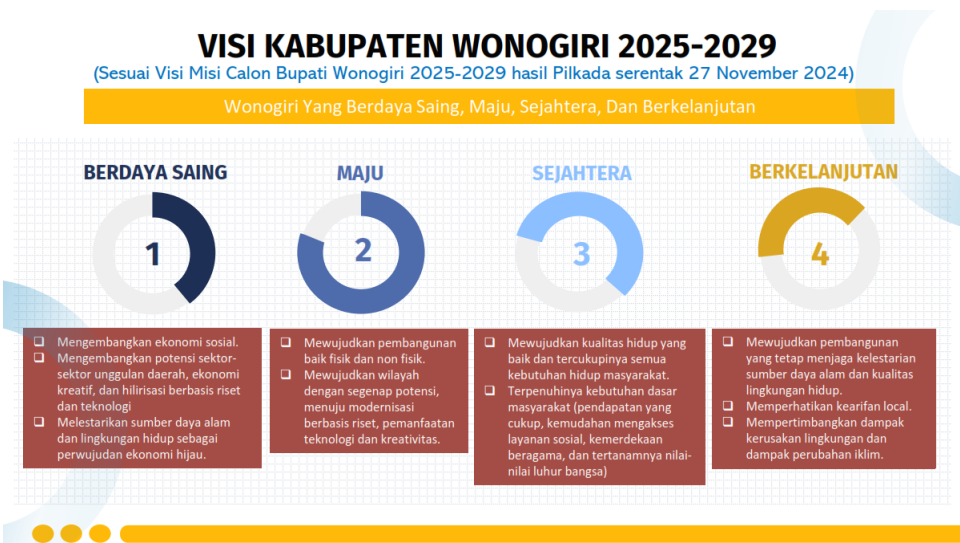 VISI KABUPATEN WONOGIRI 2025-2029
(Sesuai Visi Misi Calon Bupati Wonogiri 2025-2029 hasil Pilkada serentak 27 November 2024)
Wonogiri Yang Berdaya Saing, Maju, Sejahtera, Dan Berkelanjutan
BERDAYA SAING
1
Mengembangkan ekonomi sosial.
Mengembangkan potensi sektor-
sektor unggulan daerah, ekonomi
kreatif, dan hilirisi berbasis riset
dan teknologi
Melestarikan sumber daya alam
dan lingkungan hidup sebagai
perwujudan ekonomi hijau.
MAJU
2
Mewujudkan pembangunan
baik fisik dan non fisik.
Mewujudkan wilayah
dengan segenap potensi,
menuju modernisasi
berbasis riset, pemanfaatan
teknologi dan kreativitas.
SEJAHTERA
3
Mewujudkan kualitas hidup yang
baik dan tercukupinya semua
kebutuhan hidup masyarakat.
Terpenuhinya kebutuhan dasar
masyarakat (pendapatan yang
cukup, kemudahan mengakses
layanan sosial, kemerdekaan
beragama, dan tertanamnya nilai-
nilai luhur bangsa)
BERKELANJUTAN
4
Mewujudkan pembangunan
yang tetap menjaga kelestarian
sumber daya alam dan kualitas
lingkungan hidup.
Memperhatikan kearifan local.
Mempertimbangkan dampak
kerusakan lingkungan dan
dampak perubahan iklim.